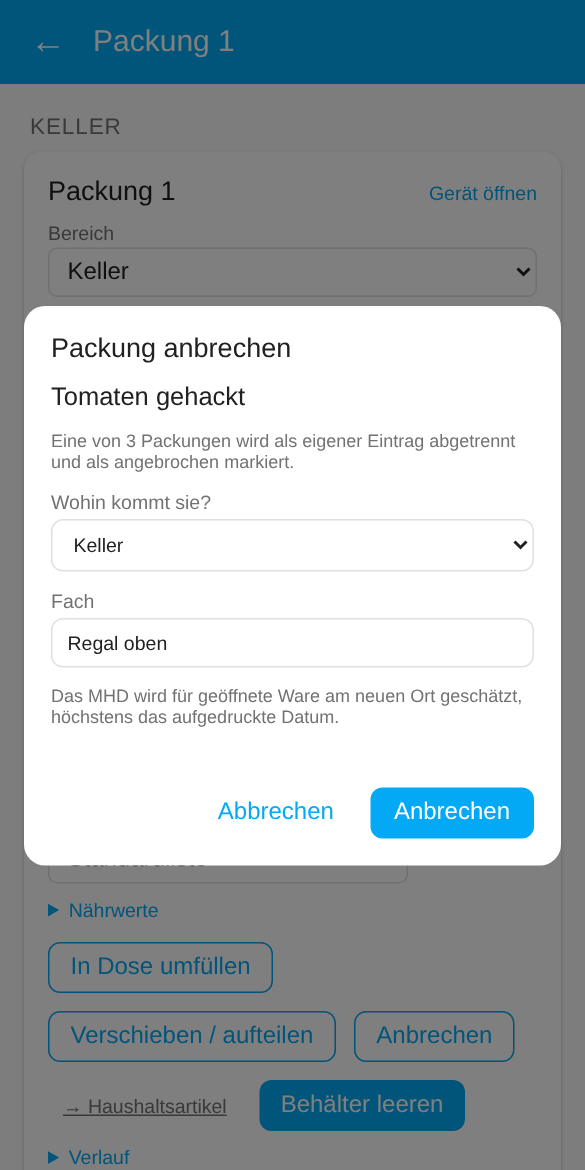 ← Packung 1
KELLER
Packung 1
Gerät öffnen
Bereich
Keller
Packung anbrechen
Tomaten gehackt
Eine von 3 Packungen wird als eigener Eintrag abgetrennt
und als angebrochen markiert.
Wohin kommt sie?
Keller
Fach
Regal oben
Das MHD wird für geöffnete Ware am neuen Ort geschätzt,
höchstens das aufgedruckte Datum.
Abbrechen
Anbrechen
Nährwerte
In Dose umfüllen
Verschieben / aufteilen
Anbrechen
→ Haushaltsartikel
Behälter leeren
Verlauf